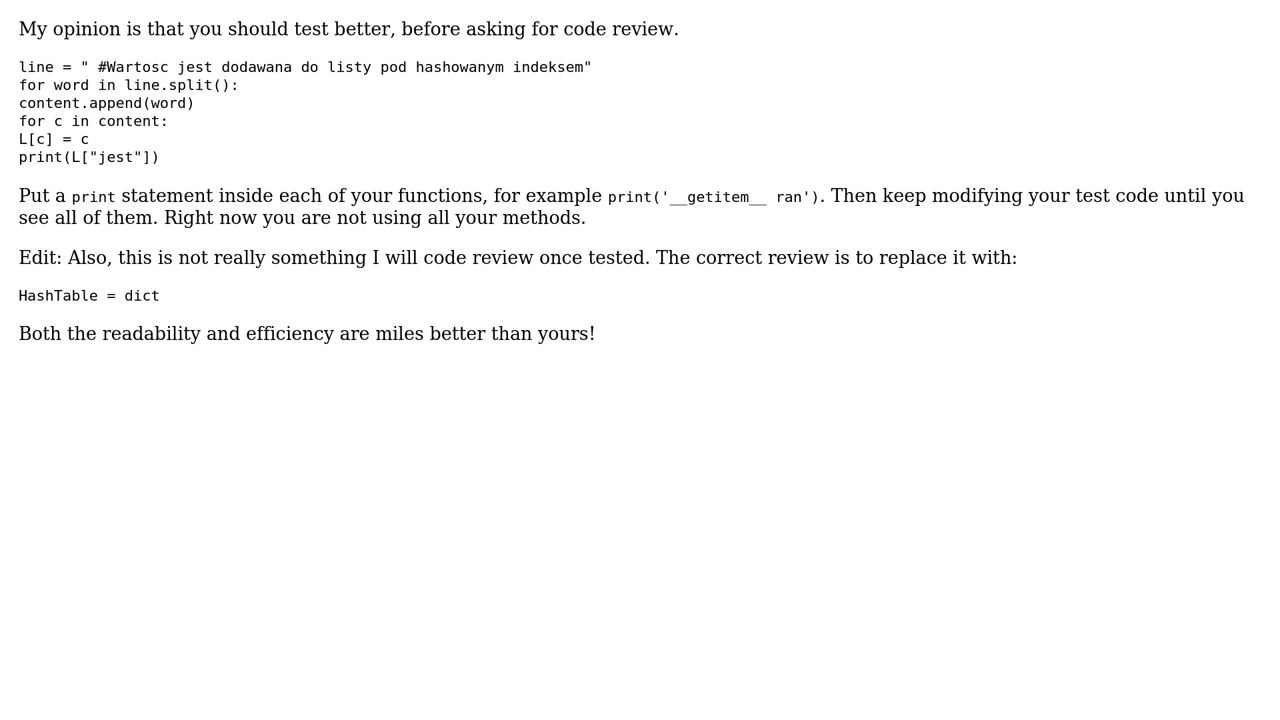 My opinion is that you should test better, before asking for code review.
line = " #Wartosc jest dodawana do listy pod hashowanym indeksem"
for word in line.split():
content.append(word)
for c in content:
L[c] = c
print(L["jest"])
Put a print statement inside each of your functions, for example print('__getitem__ ran'). Then keep modifying your test code until you
see all of them. Right now you are not using all your methods.
Edit: Also, this is not really something I will code review once tested. The correct review is to replace it with:
HashTable = dict
Both the readability and efficiency are miles better than yours!